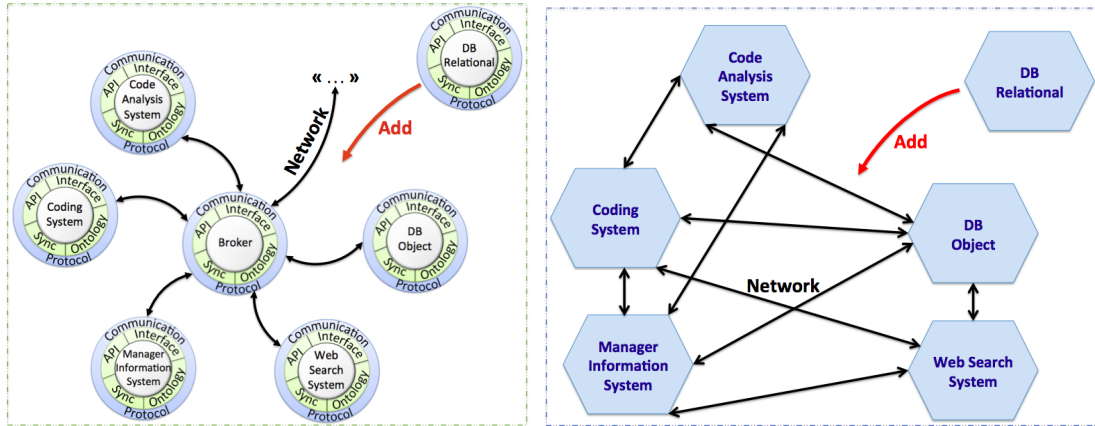 Communication
API
Interface
Code
Analysis
System
Sync
Ontology
Protocol
« ... »
Network
Communication
API
Interface
DB
Relational
Sync
Ontology
Protocol
Add
Communication
API
Interface
Coding
System
Sync
Ontology
Protocol
Communication
API
Interface
Broker
Sync
Ontology
Protocol
Communication
API
Interface
DB
Object
Sync
Ontology
Protocol
Communication
API
Interface
Manager
Information
System
Sync
Ontology
Protocol
Communication
API
Interface
Web
Search
System
Sync
Ontology
Protocol
Code
Analysis
System
DB
Relational
Add
Coding
System
DB
Object
Network
Manager
Information
System
Web Search
System